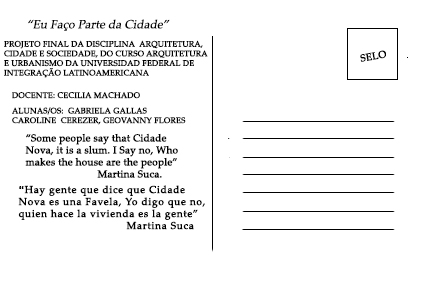 “Eu Faço Parte da Cidade”
PROJETO FINAL DA DISCIPLINA ARQUITETURA,
CIDADE E SOCIEDADE, DO CURSO ARQUITETURA
E URBANISMO DA UNIVERSIDADE FEDERAL DE
INTEGRAÇÃO LATINOAMERICANA
DOCENTE: CECILIA MACHADO
ALUNAS/OS: GABRIELA GALLAS
CAROLINE CEREZER, GEOVANNY FLORES
“Some people say that Cidade
Nova, it is a slum. I Say no, Who
makes the house are the people”
Martina Suca.
“Hay gente que dice que Cidade
Nova es una Favela, Yo digo que no,
quien hace la vivienda es la gente”
Martina Suca
SELO